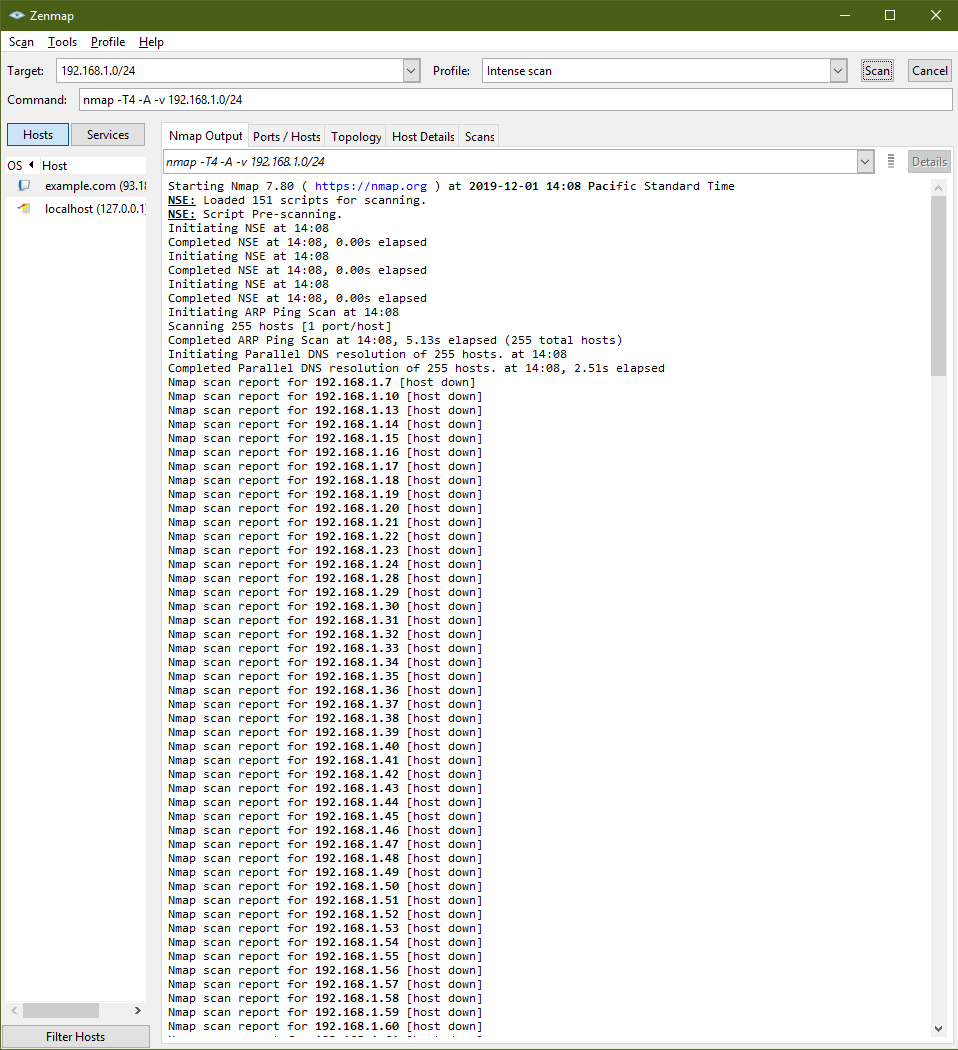 Zenmap
Scan Tools Profile Help
Target: 192.168.1.0/24 Profile: Intense scan Scan Cancel
Command: nmap -T4 -A -v 192.168.1.0/24
Hosts Services
OS Host
example.com (93.18
localhost (127.0.0.1)
Filter Hosts
Nmap Output Ports / Hosts Topology Host Details Scans
nmap -T4 -A -v 192.168.1.0/24 Details
Starting Nmap 7.80 ( https://nmap.org ) at 2019-12-01 14:08 Pacific Standard Time
NSE: Loaded 151 scripts for scanning.
NSE: Script Pre-scanning.
Initiating NSE at 14:08
Completed NSE at 14:08, 0.00s elapsed
Initiating NSE at 14:08
Completed NSE at 14:08, 0.00s elapsed
Initiating NSE at 14:08
Completed NSE at 14:08, 0.00s elapsed
Initiating ARP Ping Scan at 14:08
Scanning 255 hosts [1 port/host]
Completed ARP Ping Scan at 14:08, 5.13s elapsed (255 total hosts)
Initiating Parallel DNS resolution of 255 hosts. at 14:08
Completed Parallel DNS resolution of 255 hosts. at 14:08, 2.51s elapsed
Nmap scan report for 192.168.1.7 [host down]
Nmap scan report for 192.168.1.10 [host down]
Nmap scan report for 192.168.1.13 [host down]
Nmap scan report for 192.168.1.14 [host down]
Nmap scan report for 192.168.1.15 [host down]
Nmap scan report for 192.168.1.16 [host down]
Nmap scan report for 192.168.1.17 [host down]
Nmap scan report for 192.168.1.18 [host down]
Nmap scan report for 192.168.1.19 [host down]
Nmap scan report for 192.168.1.20 [host down]
Nmap scan report for 192.168.1.21 [host down]
Nmap scan report for 192.168.1.22 [host down]
Nmap scan report for 192.168.1.23 [host down]
Nmap scan report for 192.168.1.24 [host down]
Nmap scan report for 192.168.1.28 [host down]
Nmap scan report for 192.168.1.29 [host down]
Nmap scan report for 192.168.1.30 [host down]
Nmap scan report for 192.168.1.31 [host down]
Nmap scan report for 192.168.1.32 [host down]
Nmap scan report for 192.168.1.33 [host down]
Nmap scan report for 192.168.1.34 [host down]
Nmap scan report for 192.168.1.35 [host down]
Nmap scan report for 192.168.1.36 [host down]
Nmap scan report for 192.168.1.37 [host down]
Nmap scan report for 192.168.1.38 [host down]
Nmap scan report for 192.168.1.39 [host down]
Nmap scan report for 192.168.1.40 [host down]
Nmap scan report for 192.168.1.41 [host down]
Nmap scan report for 192.168.1.42 [host down]
Nmap scan report for 192.168.1.43 [host down]
Nmap scan report for 192.168.1.44 [host down]
Nmap scan report for 192.168.1.45 [host down]
Nmap scan report for 192.168.1.46 [host down]
Nmap scan report for 192.168.1.47 [host down]
Nmap scan report for 192.168.1.48 [host down]
Nmap scan report for 192.168.1.49 [host down]
Nmap scan report for 192.168.1.50 [host down]
Nmap scan report for 192.168.1.51 [host down]
Nmap scan report for 192.168.1.52 [host down]
Nmap scan report for 192.168.1.53 [host down]
Nmap scan report for 192.168.1.54 [host down]
Nmap scan report for 192.168.1.55 [host down]
Nmap scan report for 192.168.1.56 [host down]
Nmap scan report for 192.168.1.57 [host down]
Nmap scan report for 192.168.1.58 [host down]
Nmap scan report for 192.168.1.59 [host down]
Nmap scan report for 192.168.1.60 [host down]